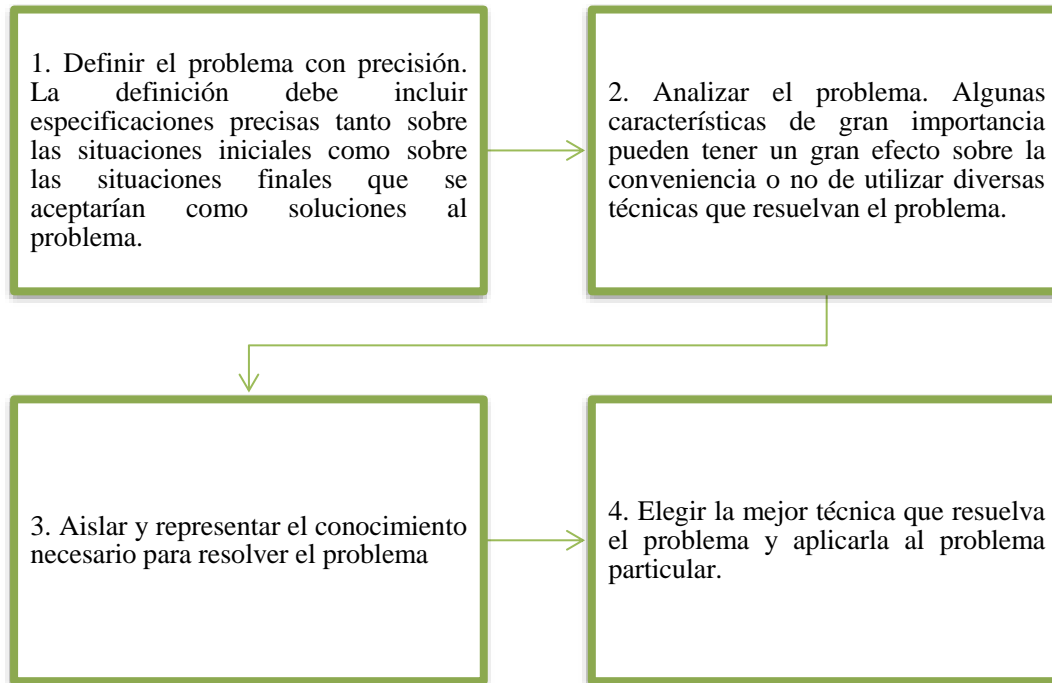 1. Definir el problema con precisión.
La definición debe incluir
especificaciones precisas tanto sobre
las situaciones iniciales como sobre
las situaciones finales que se
aceptarían como soluciones al
problema.
2. Analizar el problema. Algunas
características de gran importancia
pueden tener un gran efecto sobre la
conveniencia o no de utilizar diversas
técnicas que resuelvan el problema.
3. Aislar y representar el conocimiento
necesario para resolver el problema
4. Elegir la mejor técnica que resuelva
el problema y aplicarla al problema
particular.